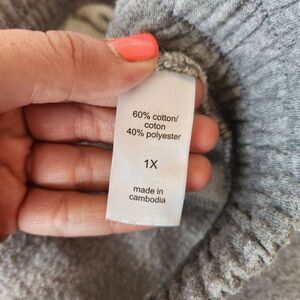 60% cotton/
coton
40% polyester
1X
made in
cambodia